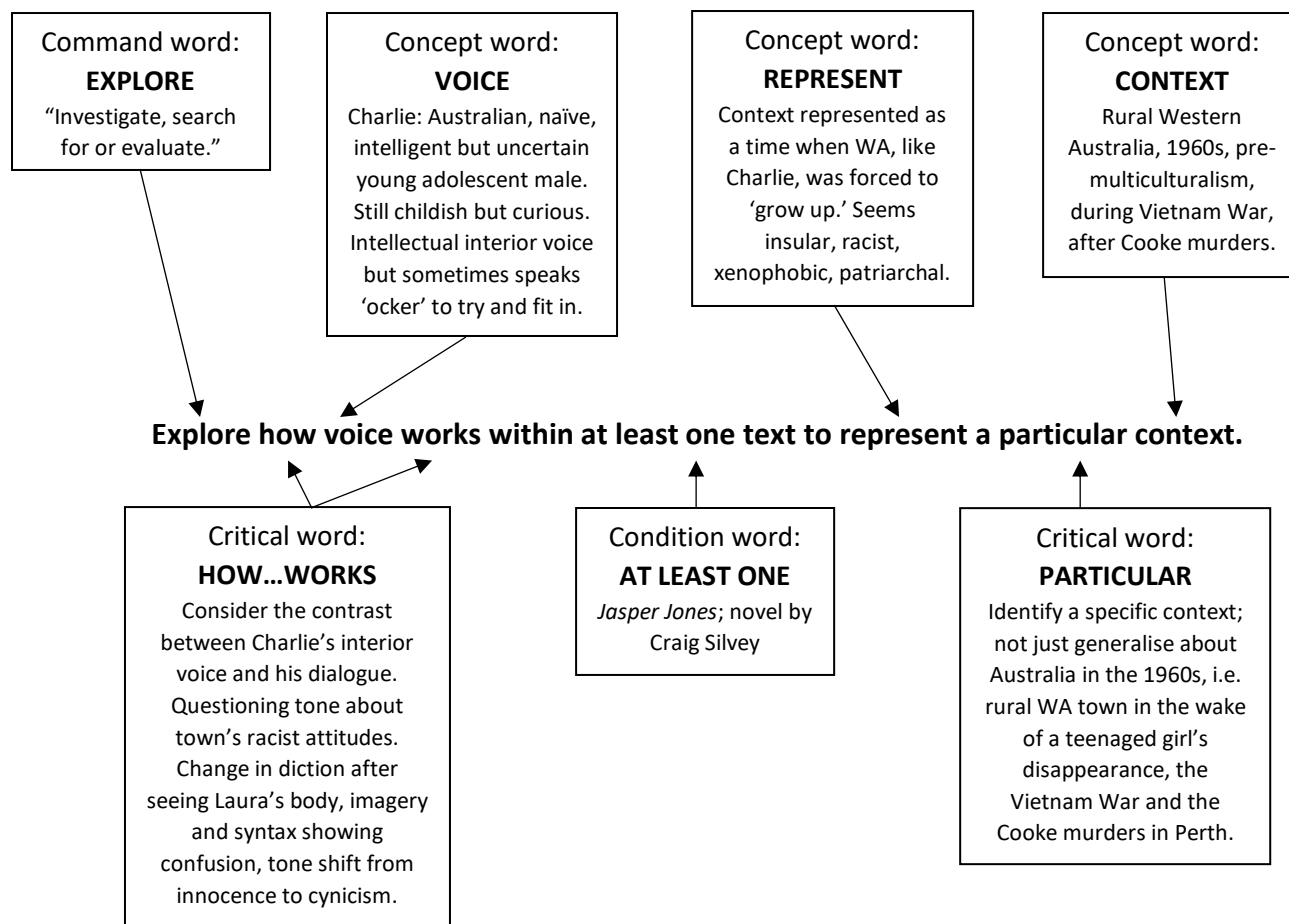 Command word:
EXPLORE
“Investigate, search
for or evaluate.”
Concept word:
VOICE
Charlie: Australian, naïve,
intelligent but uncertain
young adolescent male.
Still childish but curious.
Intellectual interior voice
but sometimes speaks
‘ocker’ to try and fit in.
Concept word:
REPRESENT
Context represented as
a time when WA, like
Charlie, was forced to
‘grow up.’ Seems
insular, racist,
xenophobic, patriarchal.
Concept word:
CONTEXT
Rural Western
Australia, 1960s, pre-
multiculturalism,
during Vietnam War,
after Cooke murders.
Explore how voice works within at least one text to represent a particular context.
Critical word:
HOW…WORKS
Consider the contrast
between Charlie’s interior
voice and his dialogue.
Questioning tone about
town’s racist attitudes.
Change in diction after
seeing Laura’s body, imagery
and syntax showing
confusion, tone shift from
innocence to cynicism.
Condition word:
AT LEAST ONE
Jasper Jones; novel by
Craig Silvey
Critical word:
PARTICULAR
Identify a specific context;
not just generalise about
Australia in the 1960s, i.e.
rural WA town in the wake
of a teenaged girl’s
disappearance, the
Vietnam War and the
Cooke murders in Perth.